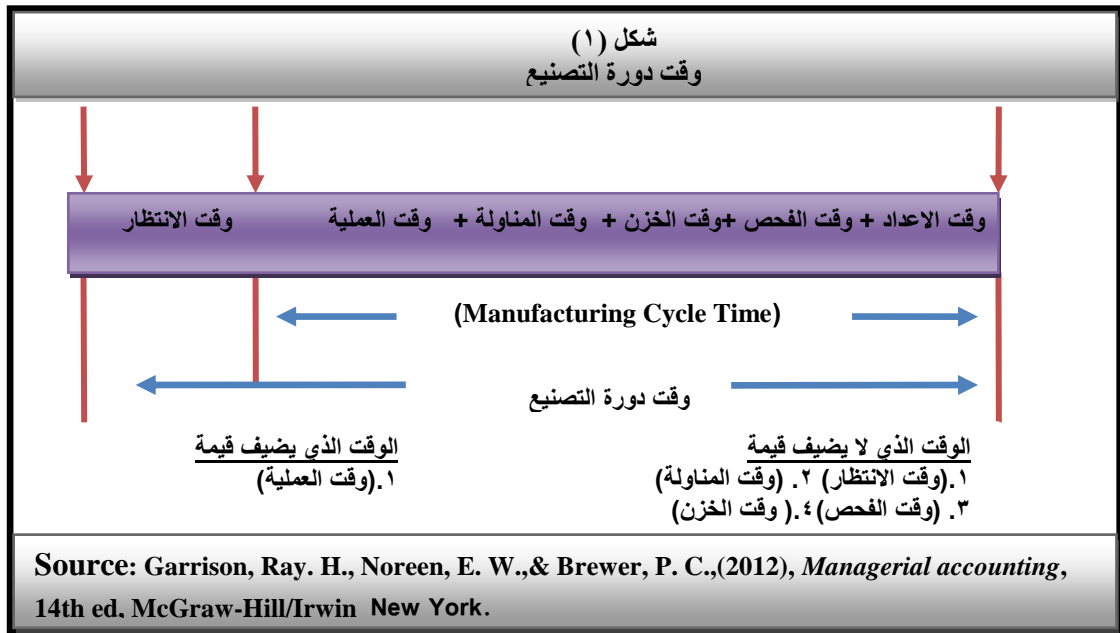 شكل (١)
وقت دورة التصنيع
وقت الاعداد + وقت الفحص +وقت الخزن + وقت المناولة + وقت العملية وقت الانتظار
(Manufacturing Cycle Time)
وقت دورة التصنيع
الوقت الذي لا يضيف قيمة
١.(وقت الانتظار) ٢. (وقت المناولة)
٣. (وقت الفحص) ٤.( وقت الخزن)
الوقت الذي يضيف قيمة
١.(وقت العملية)
Source: Garrison, Ray. H., Noreen, E. W.,& Brewer, P. C.,(2012), Managerial accounting,
14th ed, McGraw-Hill/Irwin New York.